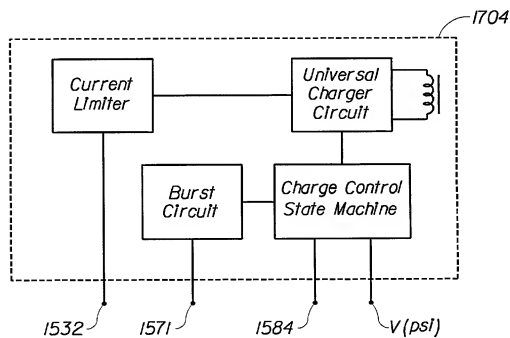 1704
Current
Limiter
Universal
Charger
Circuit
Burst
Circuit
Charge Control
State Machine
1532
1571
1584
V(psi)